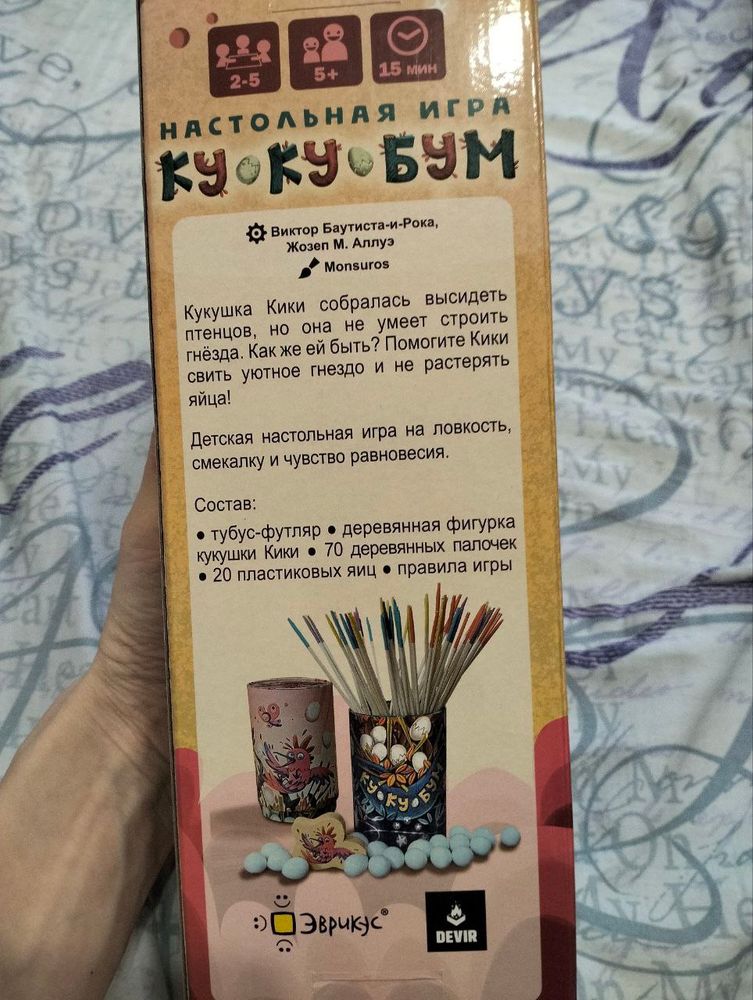 2-5
5+
15 мин
НАСТОЛЬНАЯ ИГРА
КУ КУ БУМ
Виктор Баутиста-и-Рока,
Жозеп М. Аллуэ
Monsuros
Кукушка Кики собралась высидеть
птенцов, но она не умеет строить
гнёзда. Как же ей быть? Помогите Кики
свить уютное гнездо и не растерять
яйца!
Детская настольная игра на ловкость,
смекалку и чувство равновесия.
Состав:
• тубус-футляр • деревянная фигурка
кукушки Кики • 70 деревянных палочек
• 20 пластиковых яиц • правила игры
КУ КУ БУМ
:) Эврикус®
DEVIR